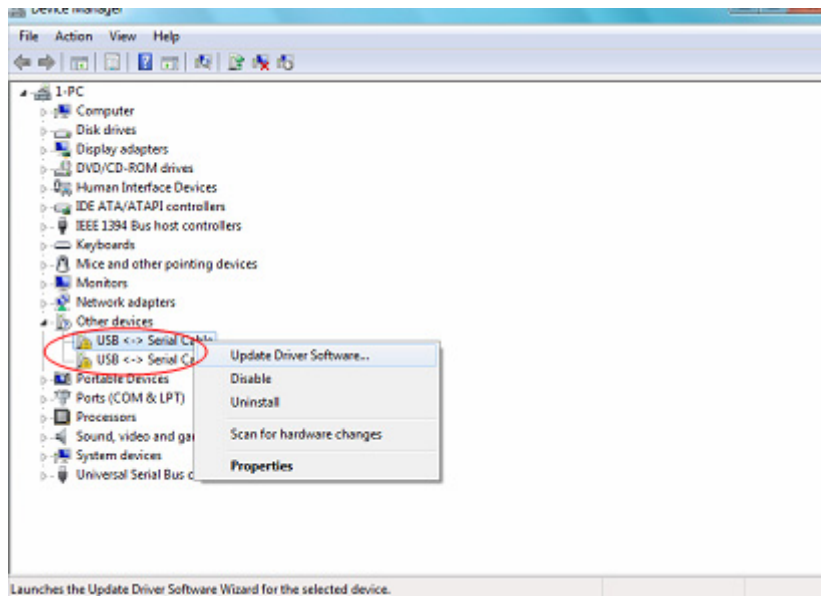 Device Manager
File Action View Help
1-PC
Computer
Disk drives
Display adapters
DVD/CD-ROM drives
Human Interface Devices
IDE ATA/ATAPI controllers
IEEE 1394 Bus host controllers
Keyboards
Mice and other pointing devices
Monitors
Network adapters
Other devices
USB <-> Serial Cable
USB <-> Serial Ca
Portable Devices
Ports (COM & LPT)
Processors
Sound, video and ga
System devices
Universal Serial Bus c
Update Driver Software...
Disable
Uninstall
Scan for hardware changes
Properties
Launches the Update Driver Software Wizard for the selected device.